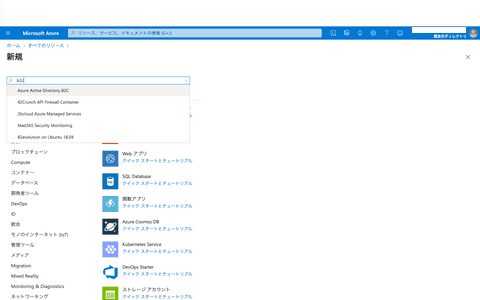 Microsoft Azure
リソース、サービス、ドキュメントの検索 (G+/)
既定のディレクトリ
ホーム > すべてのリソース >
新規
b2c
Azure Active Directory B2C
42Crunch API Firewall Container
2bcloud Azure Managed Services
Mad365 Security Monitoring
B2evolution on Ubuntu 18.04
ブロックチェーン
Compute
コンテナー
データベース
開発者ツール
DevOps
ID
統合
モノのインターネット (IoT)
管理ツール
メディア
Migration
Mixed Reality
Monitoring & Diagnostics
ネットワーキング
Web アプリ
クイック スタートとチュートリアル
SQL Database
クイック スタートとチュートリアル
関数アプリ
クイック スタートとチュートリアル
Azure Cosmos DB
クイック スタートとチュートリアル
Kubernetes Service
クイック スタートとチュートリアル
DevOps Starter
クイック スタートとチュートリアル
ストレージ アカウント
クイック スタートとチュートリアル